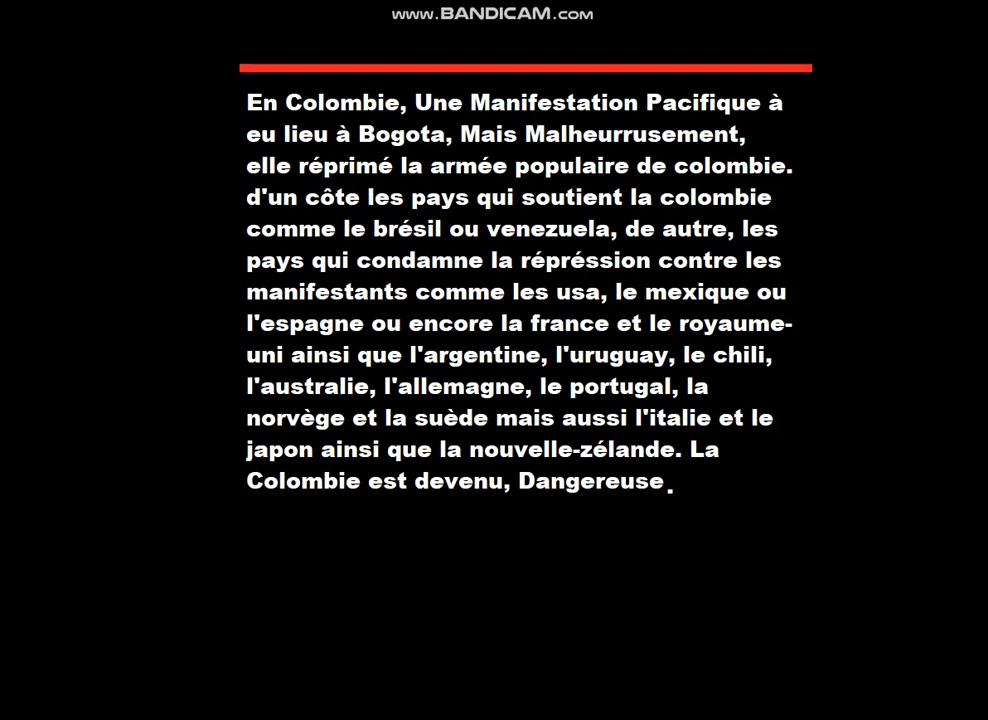 www.BANDICAM.com
En Colombie, Une Manifestation Pacifique à
eu lieu à Bogota, Mais Malheurrusement,
elle réprimé la armée populaire de colombie.
d'un côte les pays qui soutient la colombie
comme le brésil ou venezuela, de autre, les
pays qui condamne la répréssion contre les
manifestants comme les usa, le mexique ou
l'espagne ou encore la france et le royaume-
uni ainsi que l'argentine, l'uruguay, le chili,
l'australie, l'allemagne, le portugal, la
norvège et la suède mais aussi l'italie et le
japon ainsi que la nouvelle-zélande. La
Colombie est devenu, Dangereuse.